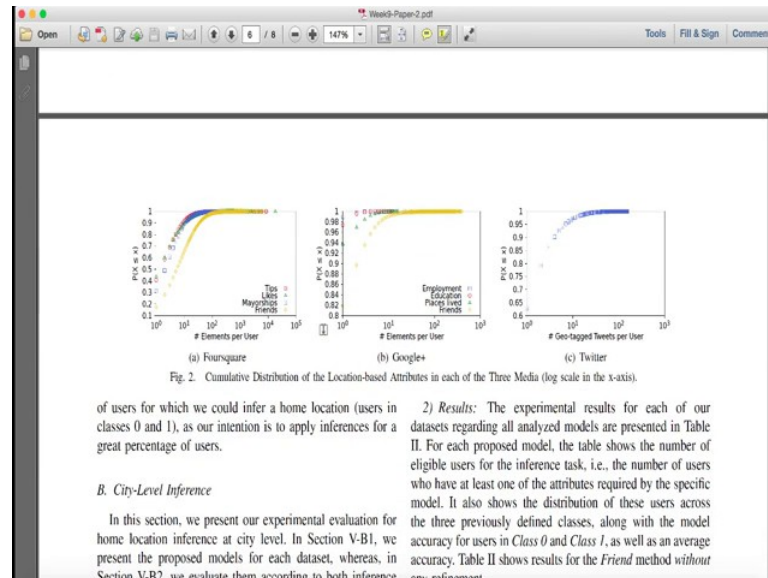 Week9-Paper-2.pdf
Open 6 / 8 147% Tools Fill & Sign Commen
1
0.9
0.8
0.7
0.6
0.5
0.4
0.3
0.2
0.1
P(X ≤ x)
Tips
Likes
Mayorships
Friends
10^0 10^1 10^2 10^3 10^4 10^5
# Elements per User
(a) Foursquare
1
0.98
0.96
0.94
0.92
0.9
0.88
0.86
0.84
0.82
0.8
P(X ≤ x)
Employment
Education
Places lived
Friends
10^0 10^1 10^2 10^3
# Elements per User
(b) Google+
1
0.95
0.9
0.85
0.8
0.75
0.7
0.65
0.6
P(X ≤ x)
10^0 10^1 10^2 10^3
# Geo-tagged Tweets per User
(c) Twitter
Fig. 2. Cumulative Distribution of the Location-based Attributes in each of the Three Media (log scale in the x-axis).
of users for which we could infer a home location (users in
classes 0 and 1), as our intention is to apply inferences for a
great percentage of users.
B. City-Level Inference
In this section, we present our experimental evaluation for
home location inference at city level. In Section V-B1, we
present the proposed models for each dataset, whereas, in
Section V-B2, we evaluate them according to both inference
2) Results: The experimental results for each of our
datasets regarding all analyzed models are presented in Table
II. For each proposed model, the table shows the number of
eligible users for the inference task, i.e., the number of users
who have at least one of the attributes required by the specific
model. It also shows the distribution of these users across
the three previously defined classes, along with the model
accuracy for users in Class 0 and Class 1, as well as an average
accuracy. Table II shows results for the Friend method without
any refinement